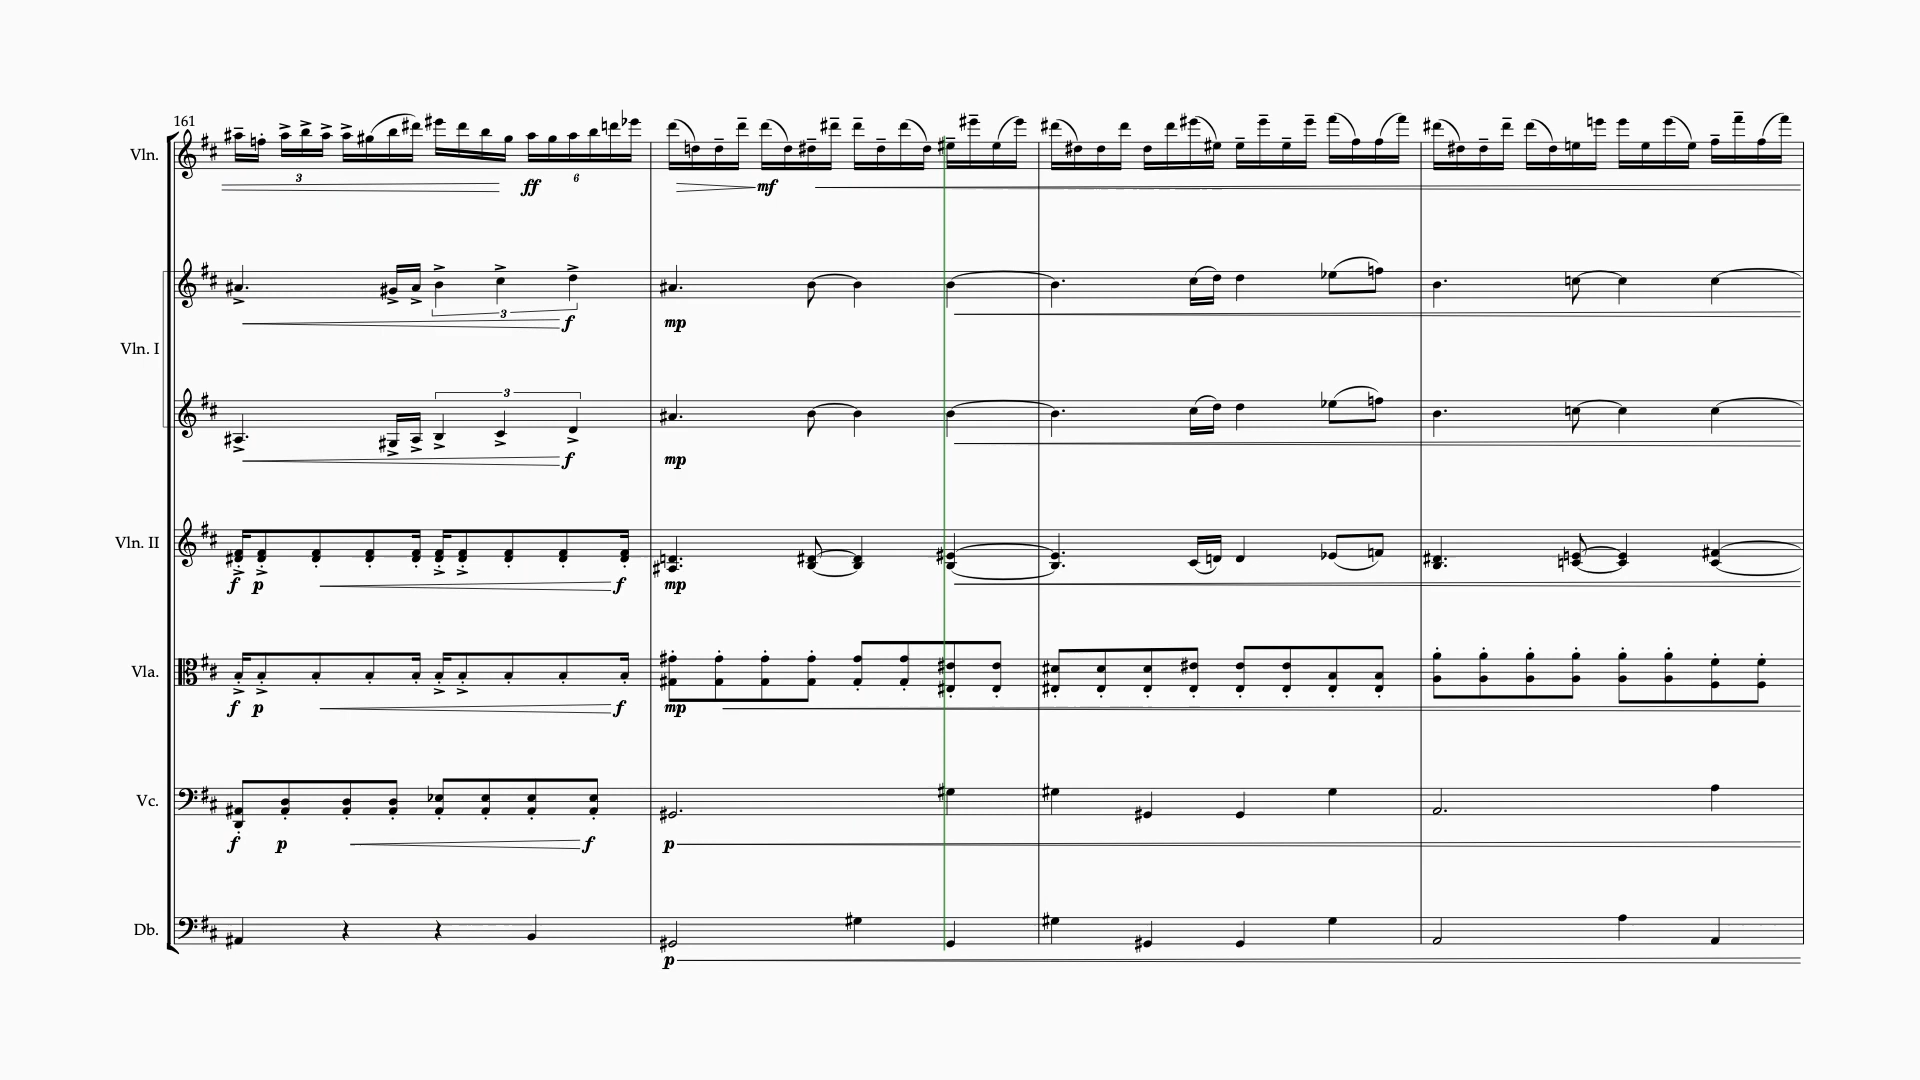 161
Vln.
3
ff
6
mf
3
f
mp
Vln. I
3
f
mp
Vln. II
f p f mp
Vla.
f p f mp
Vc.
f p f p
Db.
p